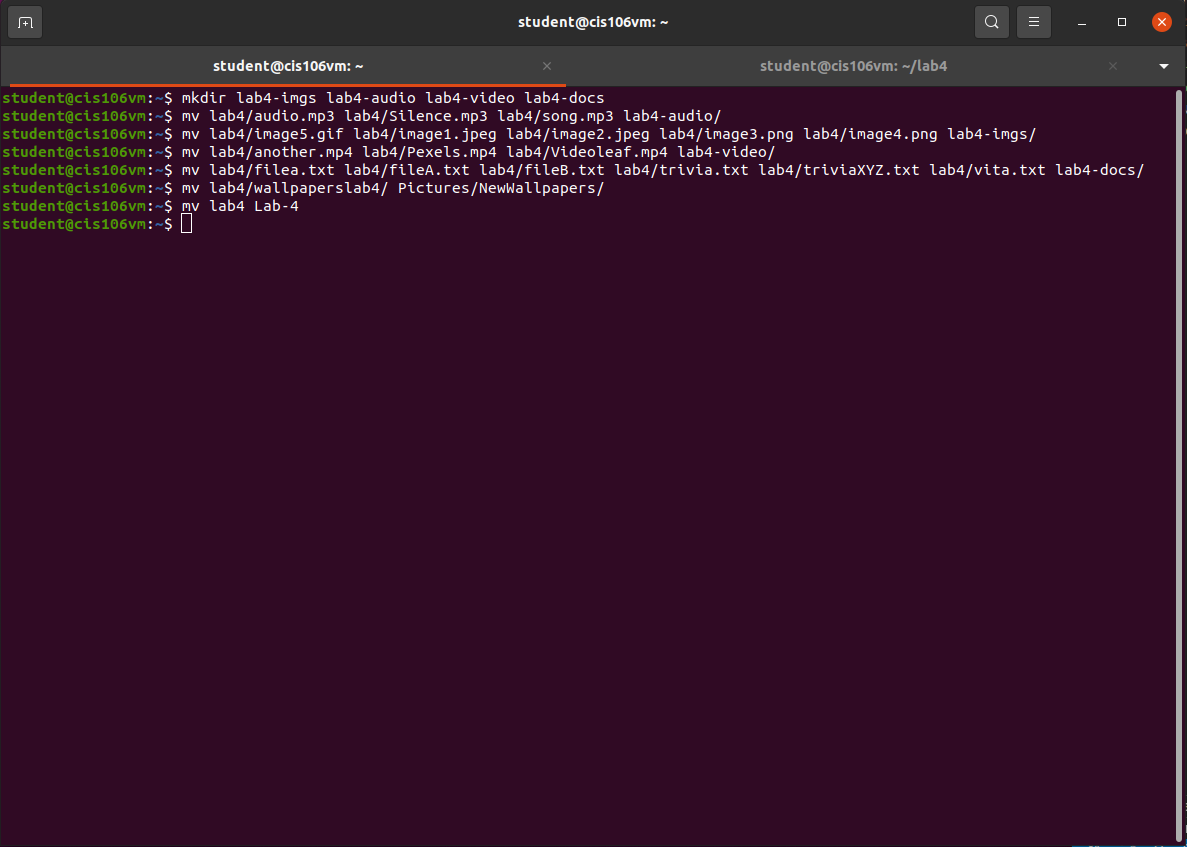 student@cis106vm: ~
student@cis106vm: ~
student@cis106vm: ~/lab4
student@cis106vm:~$ mkdir lab4-imgs lab4-audio lab4-video lab4-docs
student@cis106vm:~$ mv lab4/audio.mp3 lab4/Silence.mp3 lab4/song.mp3 lab4-audio/
student@cis106vm:~$ mv lab4/image5.gif lab4/image1.jpeg lab4/image2.jpeg lab4/image3.png lab4/image4.png lab4-imgs/
student@cis106vm:~$ mv lab4/another.mp4 lab4/Pexels.mp4 lab4/Videoleaf.mp4 lab4-video/
student@cis106vm:~$ mv lab4/filea.txt lab4/fileA.txt lab4/fileB.txt lab4/trivia.txt lab4/triviaXYZ.txt lab4/vita.txt lab4-docs/
student@cis106vm:~$ mv lab4/wallpaperslab4/ Pictures/NewWallpapers/
student@cis106vm:~$ mv lab4 Lab-4
student@cis106vm:~$